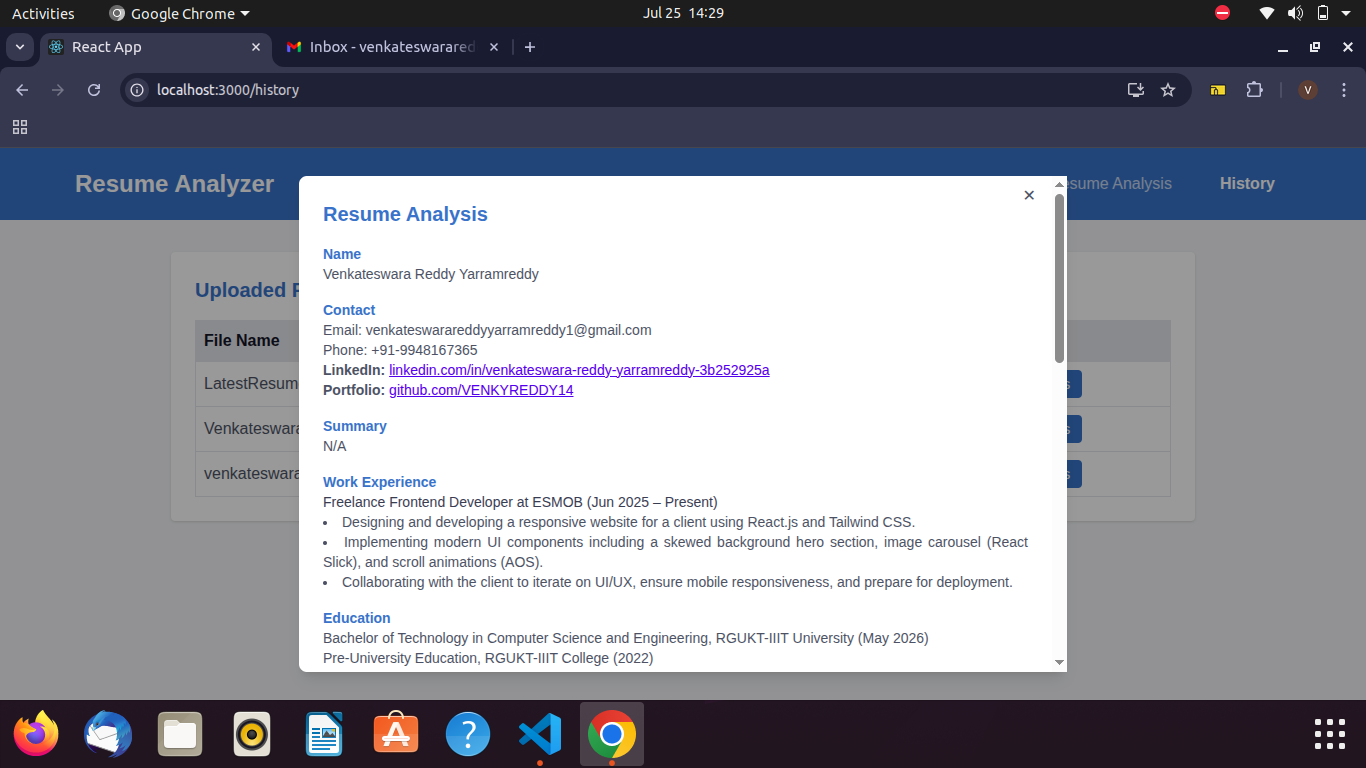 Activities
Google Chrome
Jul 25 14:29
React App
Inbox - venkateswarared
localhost:3000/history
V
Resume Analyzer
esume Analysis
History
Uploaded
File Name
LatestResum
Venkateswara
venkateswara
Resume Analysis
Name
Venkateswara Reddy Yarramreddy
Contact
Email: venkateswarareddyyarramreddy1@gmail.com
Phone: +91-9948167365
LinkedIn: linkedin.com/in/venkateswara-reddy-yarramreddy-3b252925a
Portfolio: github.com/VENKYREDDY14
Summary
N/A
Work Experience
Freelance Frontend Developer at ESMOB (Jun 2025 – Present)
• Designing and developing a responsive website for a client using React.js and Tailwind CSS.
• Implementing modern UI components including a skewed background hero section, image carousel (React
Slick), and scroll animations (AOS).
• Collaborating with the client to iterate on UI/UX, ensure mobile responsiveness, and prepare for deployment.
Education
Bachelor of Technology in Computer Science and Engineering, RGUKT-IIIT University (May 2026)
Pre-University Education, RGUKT-IIIT College (2022)